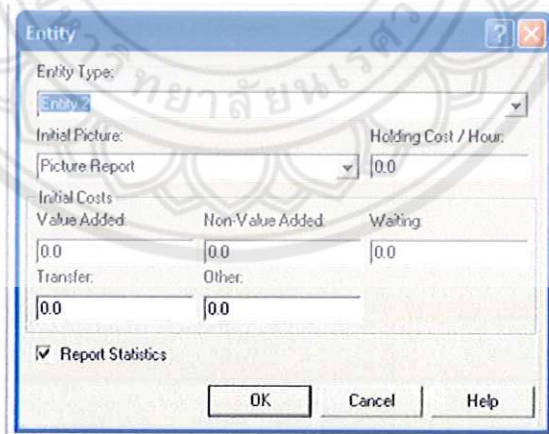 Entity
Entity Type:
Entity 2
Initial Picture: Holding Cost / Hour:
Picture.Report 0.0
Initial Costs
Value Added: Non-Value Added: Waiting:
0.0 0.0 0.0
Transfer: Other:
0.0 0.0
Report Statistics
OK Cancel Help